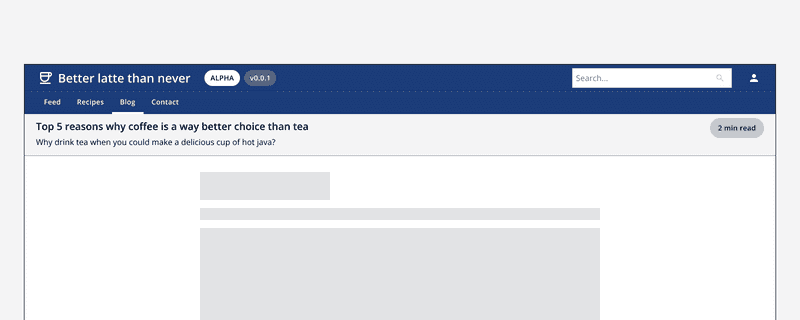 Better latte than never ALPHA v0.0.1 Search...
Feed Recipes Blog Contact
Top 5 reasons why coffee is a way better choice than tea
Why drink tea when you could make a delicious cup of hot java?
2 min read